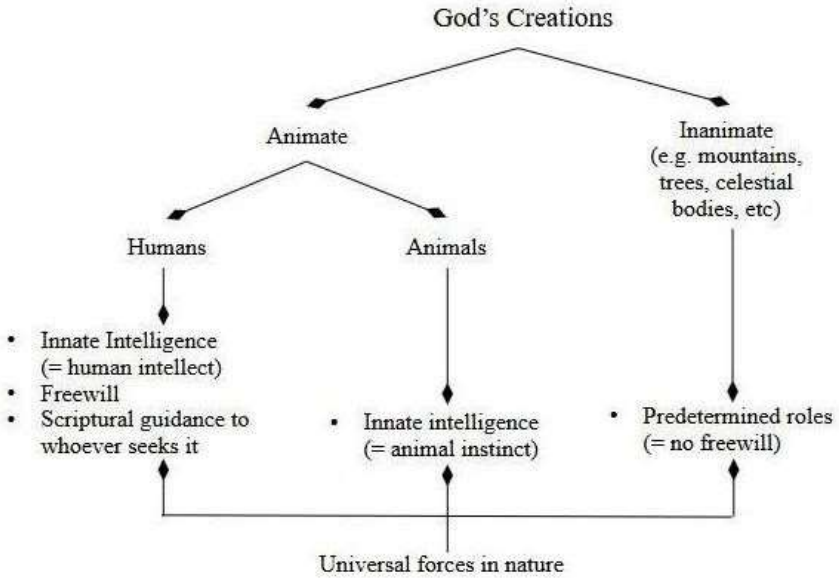 God's Creations
Animate
Inanimate
(e.g. mountains,
trees, celestial
bodies, etc)
Humans
Animals
• Innate Intelligence
(= human intellect)
• Freewill
• Scriptural guidance to
whoever seeks it
• Innate intelligence
(= animal instinct)
• Predetermined roles
(= no freewill)
Universal forces in nature